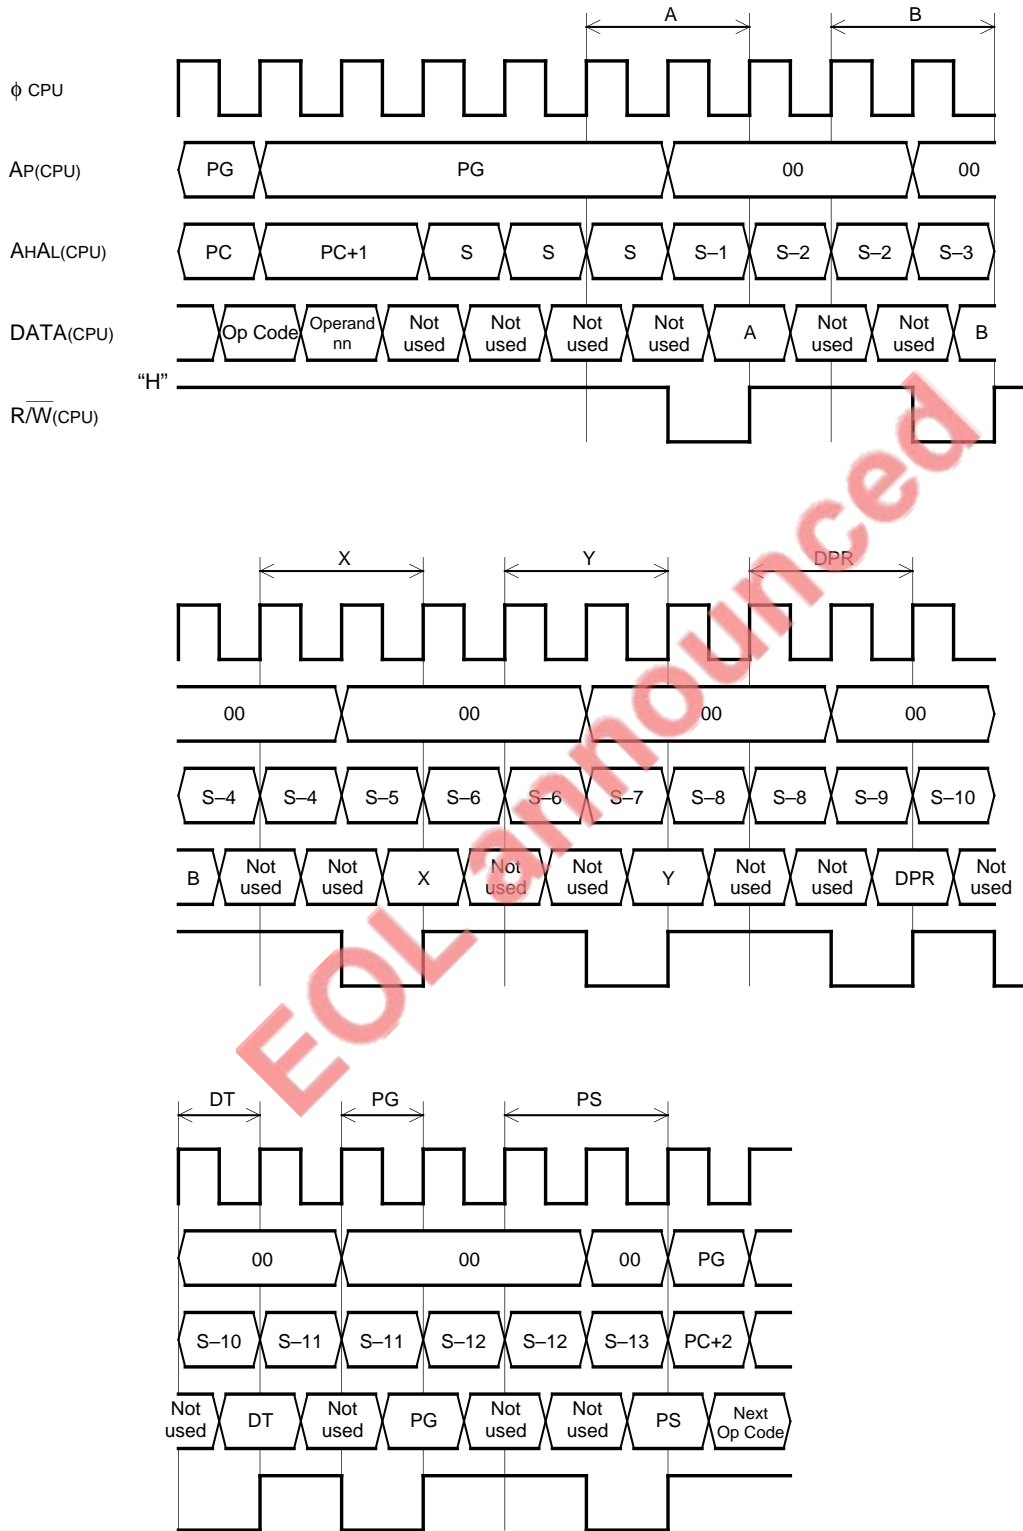 A B
ϕ CPU
AP(CPU) PG PG 00 00
AHAL(CPU) PC PC+1 S S S S–1 S–2 S–2 S–3
DATA(CPU) Op Code Operand nn Not used Not used Not used Not used A Not used Not used B
“H”
R/W(CPU)
X Y DPR
00 00 00 00
S–4 S–4 S–5 S–6 S–6 S–7 S–8 S–8 S–9 S–10
B Not used Not used X Not used Not used Y Not used Not used DPR Not used
DT PG PS
00 00 00 PG
S–10 S–11 S–11 S–12 S–12 S–13 PC+2
Not used DT Not used PG Not used Not used PS Next Op Code
EOL announced